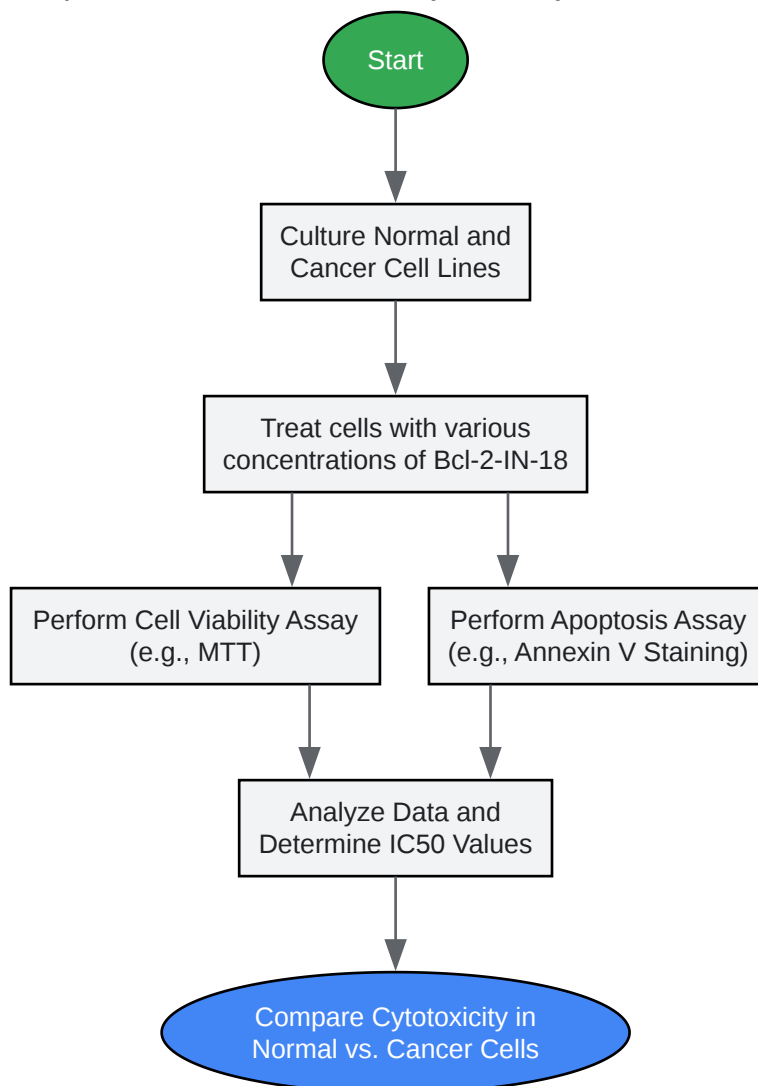 Start
Culture Normal and
Cancer Cell Lines
Treat cells with various
concentrations of Bcl-2-IN-18
Perform Cell Viability Assay
(e.g., MTT)
Perform Apoptosis Assay
(e.g., Annexin V Staining)
Analyze Data and
Determine IC50 Values
Compare Cytotoxicity in
Normal vs. Cancer Cells